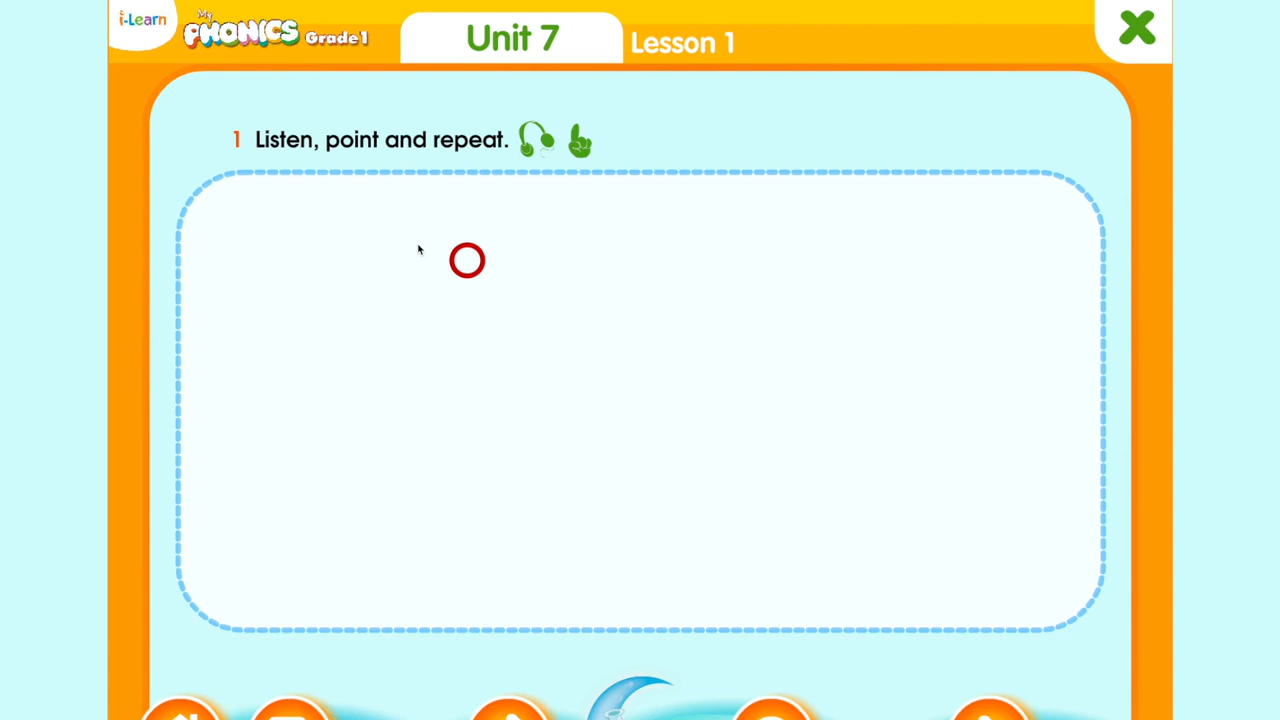 i-Learn
My
PHONICS Grade 1
Unit 7
Lesson 1
1 Listen, point and repeat.